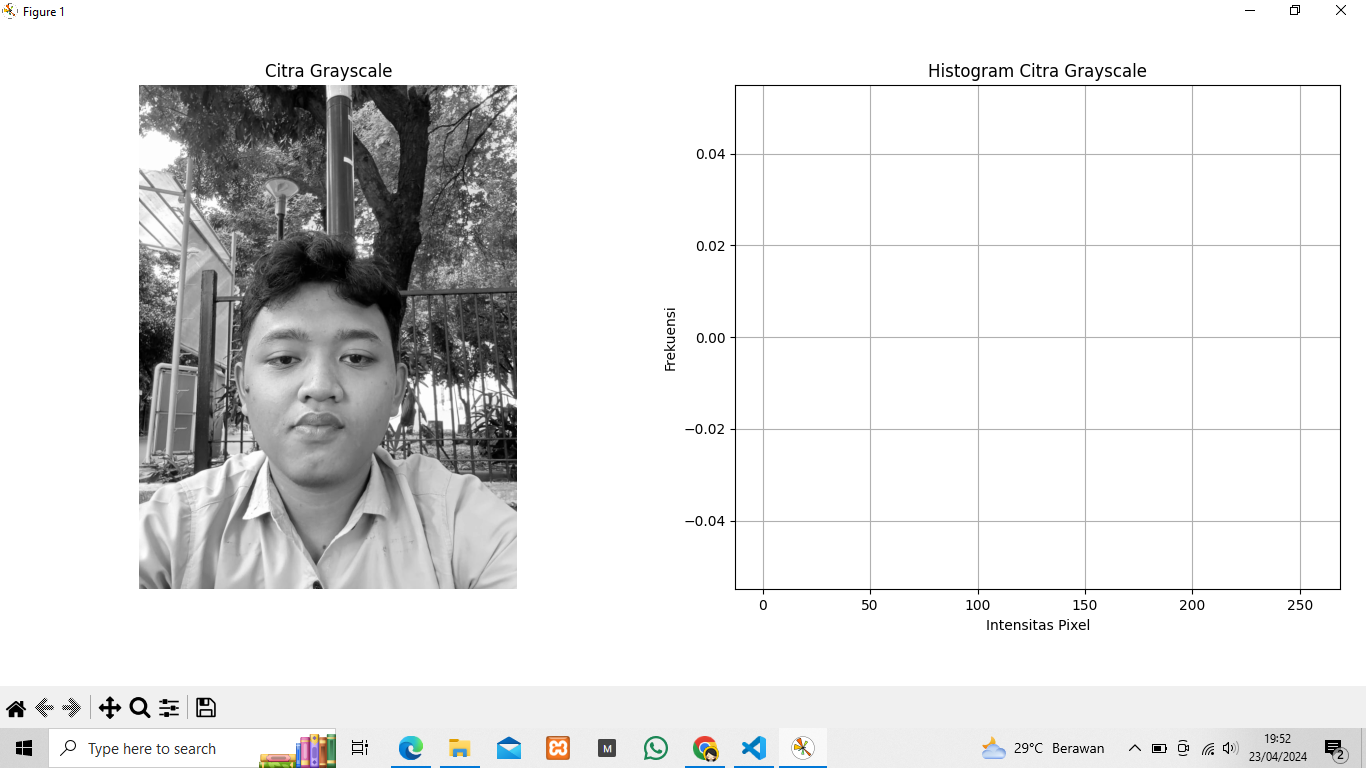 Figure 1
Citra Grayscale
Histogram Citra Grayscale
Frekuensi
0.04
0.02
0.00
−0.02
−0.04
0 50 100 150 200 250
Intensitas Pixel
Type here to search
M
29°C Berawan
19:52
23/04/2024
2